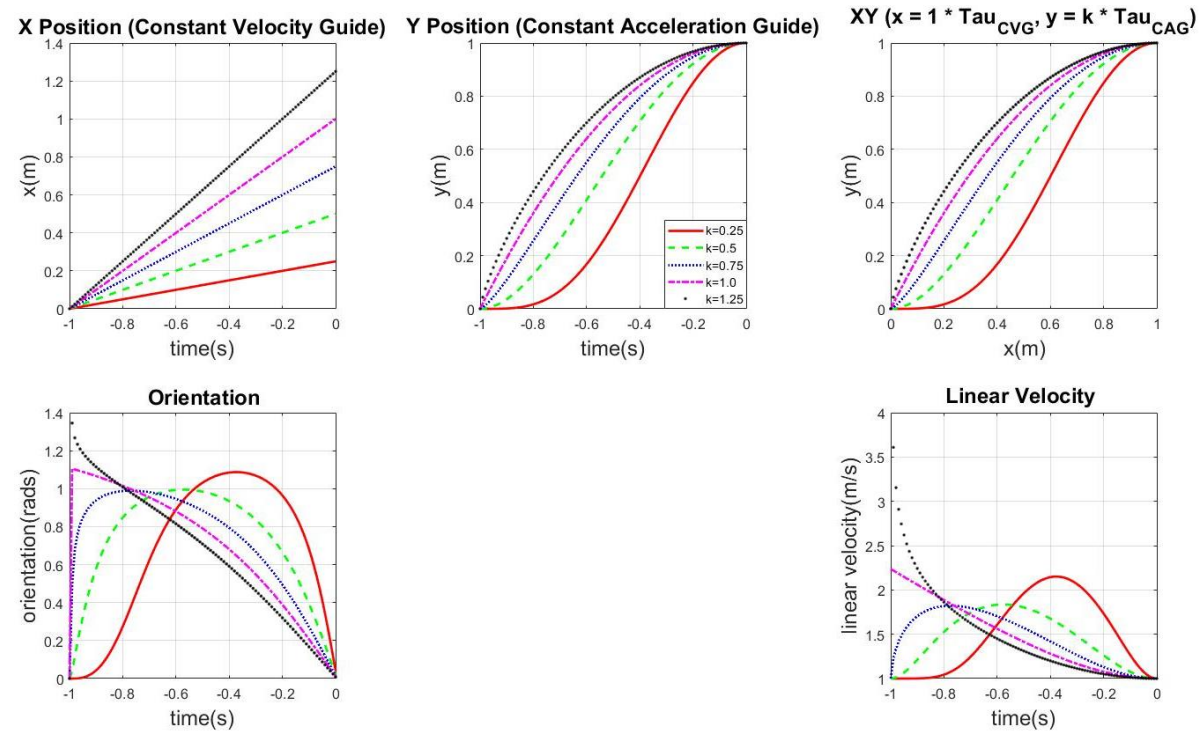 X Position (Constant Velocity Guide)
1.4
1.2
1
0.8
0.6
0.4
0.2
0
x(m)
-1 -0.8 -0.6 -0.4 -0.2 0
time(s)
Y Position (Constant Acceleration Guide)
1
0.8
0.6
0.4
0.2
0
y(m)
k=0.25
k=0.5
k=0.75
k=1.0
k=1.25
-1 -0.8 -0.6 -0.4 -0.2 0
time(s)
XY (x = 1 * Tau_CVG, y = k * Tau_CAG)
1
0.8
0.6
0.4
0.2
0
y(m)
0 0.2 0.4 0.6 0.8 1
x(m)
Orientation
1.4
1.2
1
0.8
0.6
0.4
0.2
0
orientation(rads)
-1 -0.8 -0.6 -0.4 -0.2 0
time(s)
Linear Velocity
4
3.5
3
2.5
2
1.5
1
linear velocity(m/s)
-1 -0.8 -0.6 -0.4 -0.2 0
time(s)